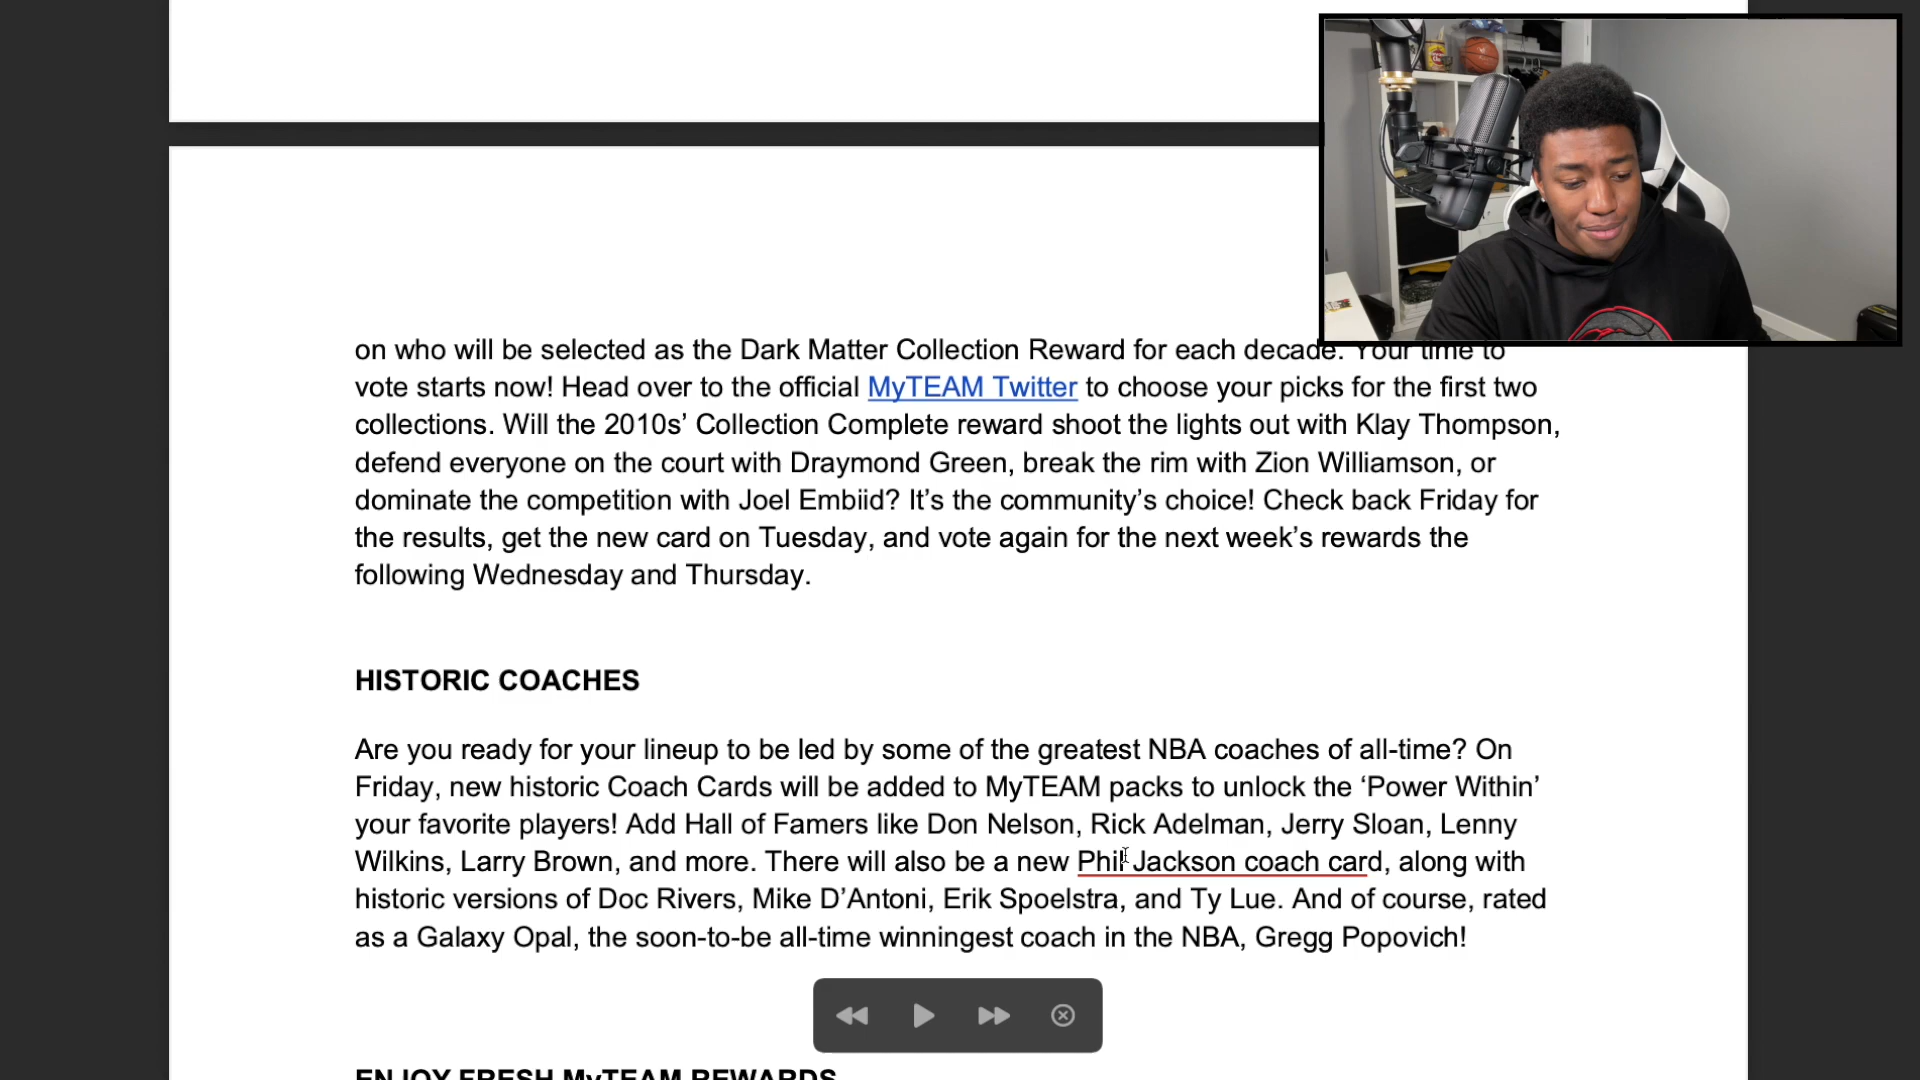 on who will be selected as the Dark Matter Collection Reward for each decade. Your time to
vote starts now! Head over to the official MyTEAM Twitter to choose your picks for the first two
collections. Will the 2010s’ Collection Complete reward shoot the lights out with Klay Thompson,
defend everyone on the court with Draymond Green, break the rim with Zion Williamson, or
dominate the competition with Joel Embiid? It’s the community’s choice! Check back Friday for
the results, get the new card on Tuesday, and vote again for the next week’s rewards the
following Wednesday and Thursday.
HISTORIC COACHES
Are you ready for your lineup to be led by some of the greatest NBA coaches of all-time? On
Friday, new historic Coach Cards will be added to MyTEAM packs to unlock the ‘Power Within’
your favorite players! Add Hall of Famers like Don Nelson, Rick Adelman, Jerry Sloan, Lenny
Wilkins, Larry Brown, and more. There will also be a new Phil Jackson coach card, along with
historic versions of Doc Rivers, Mike D’Antoni, Erik Spoelstra, and Ty Lue. And of course, rated
as a Galaxy Opal, the soon-to-be all-time winningest coach in the NBA, Gregg Popovich!
ENJOY FRESH MyTEAM REWARDS